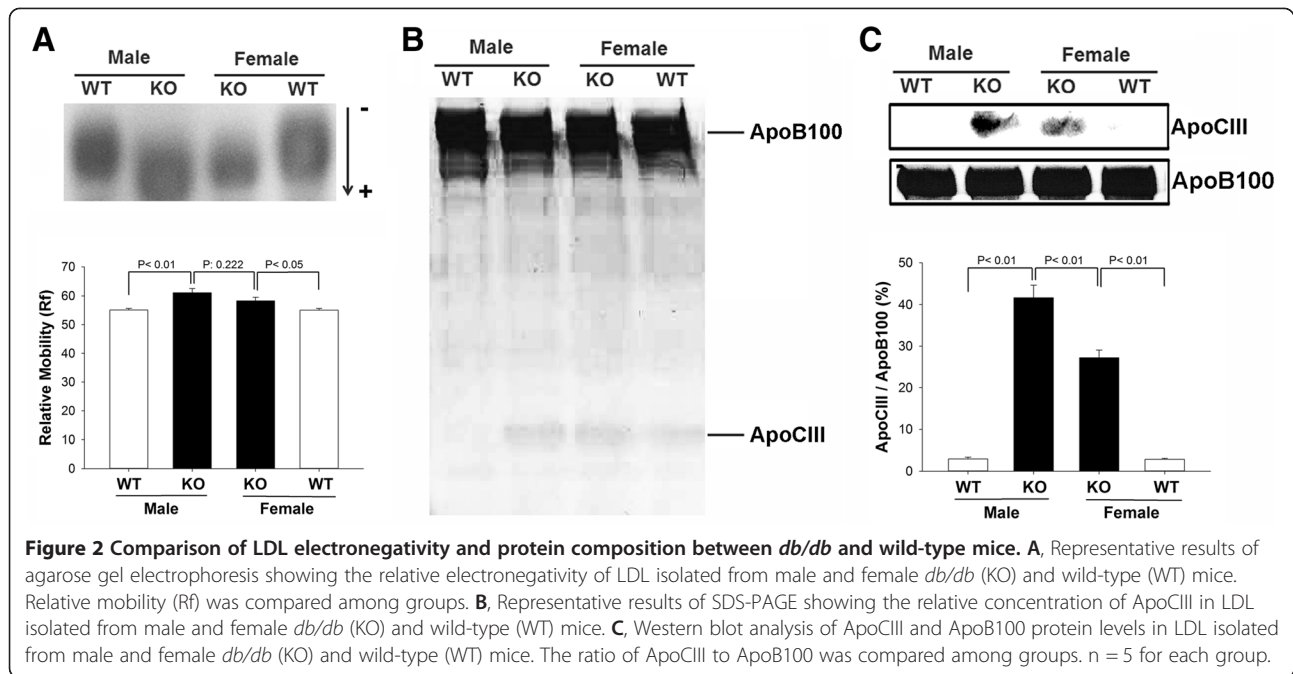 A
Male Female
WT KO KO WT
-
+
70
60
50
40
30
20
10
0
Relative Mobility (Rf)
P< 0.01 P: 0.222 P< 0.05
WT KO KO WT
Male Female
B
Male Female
WT KO KO WT
ApoB100
ApoCIII
C
Male Female
WT KO KO WT
ApoCIII
ApoB100
50
40
30
20
10
0
ApoCIII / ApoB100 (%)
P< 0.01 P< 0.01 P< 0.01
WT KO KO WT
Male Female
Figure 2 Comparison of LDL electronegativity and protein composition between db/db and wild-type mice. A, Representative results of
agarose gel electrophoresis showing the relative electronegativity of LDL isolated from male and female db/db (KO) and wild-type (WT) mice.
Relative mobility (Rf) was compared among groups. B, Representative results of SDS-PAGE showing the relative concentration of ApoCIII in LDL
isolated from male and female db/db (KO) and wild-type (WT) mice. C, Western blot analysis of ApoCIII and ApoB100 protein levels in LDL isolated
from male and female db/db (KO) and wild-type (WT) mice. The ratio of ApoCIII to ApoB100 was compared among groups. n = 5 for each group.